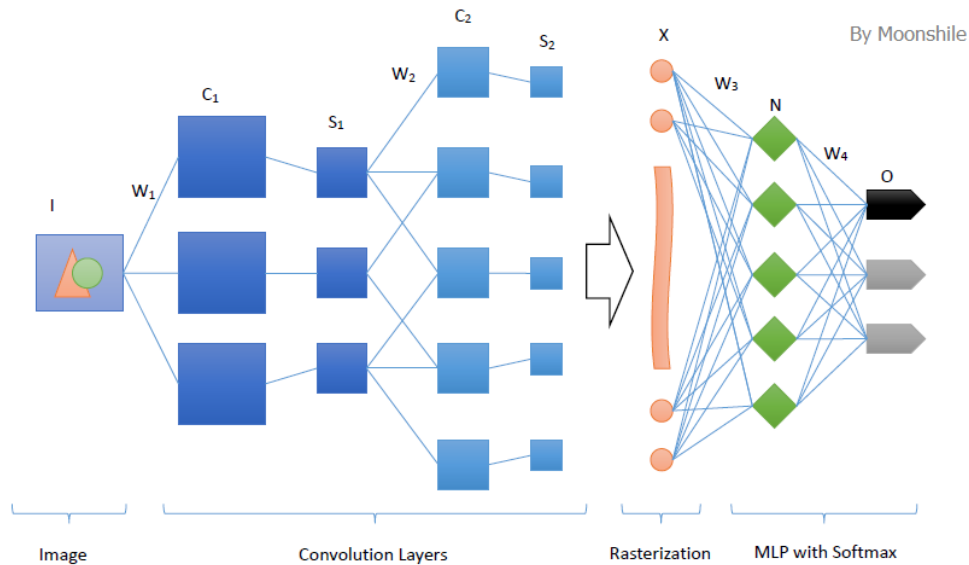 By Moonshile
C₂
S₂
X
W₂
W₃
C₁
N
S₁
W₄
W₁
O
I
Image
Convolution Layers
Rasterization
MLP with Softmax